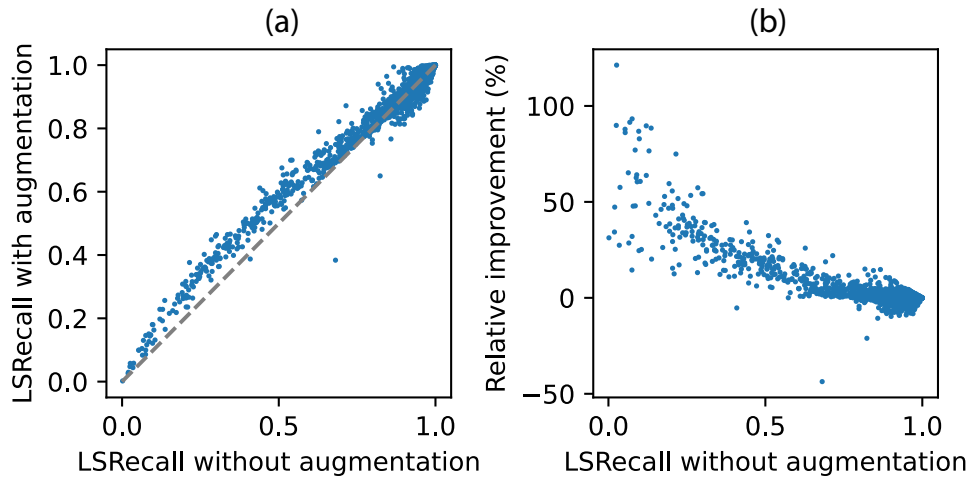 (a)
LSRecall with augmentation
1.0
0.8
0.6
0.4
0.2
0.0
0.0 0.5 1.0
LSRecall without augmentation
(b)
Relative improvement (%)
100
50
0
−50
0.0 0.5 1.0
LSRecall without augmentation